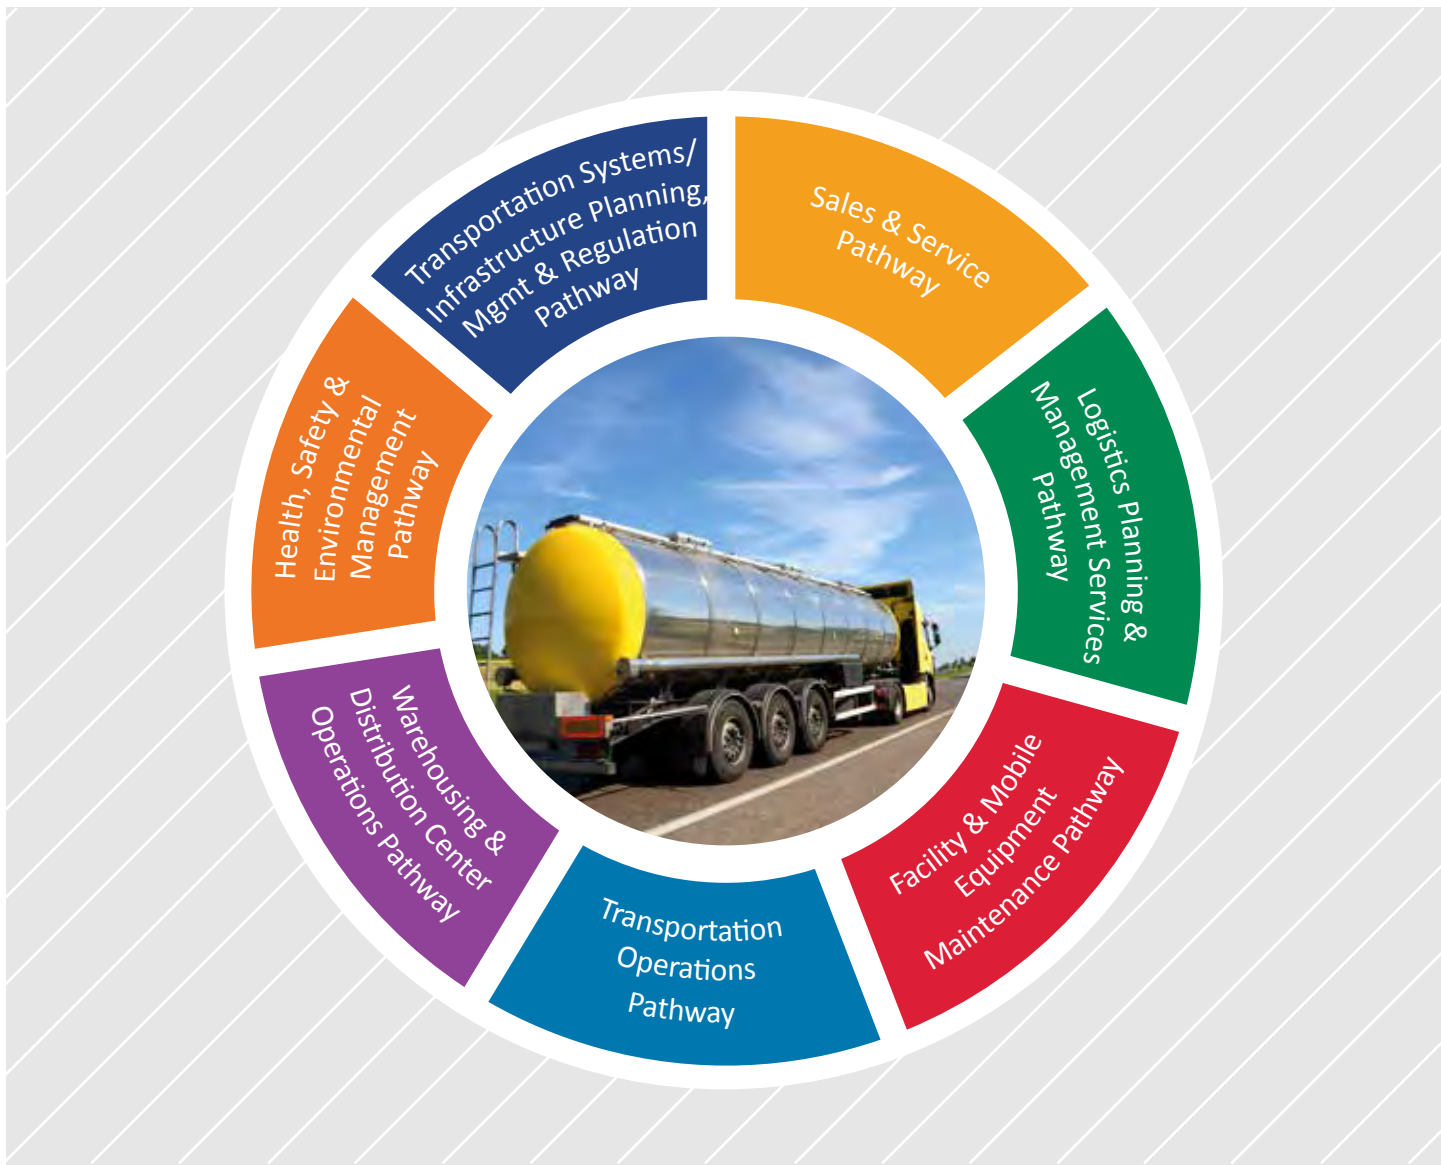 Transportation Systems/
Infrastructure Planning,
Mgmt & Regulation
Pathway
Sales & Service
Pathway
Logistics Planning &
Management Services
Pathway
Facility & Mobile
Equipment
Maintenance Pathway
Transportation
Operations
Pathway
Warehousing &
Distribution Center
Operations Pathway
Health, Safety &
Environmental
Management
Pathway